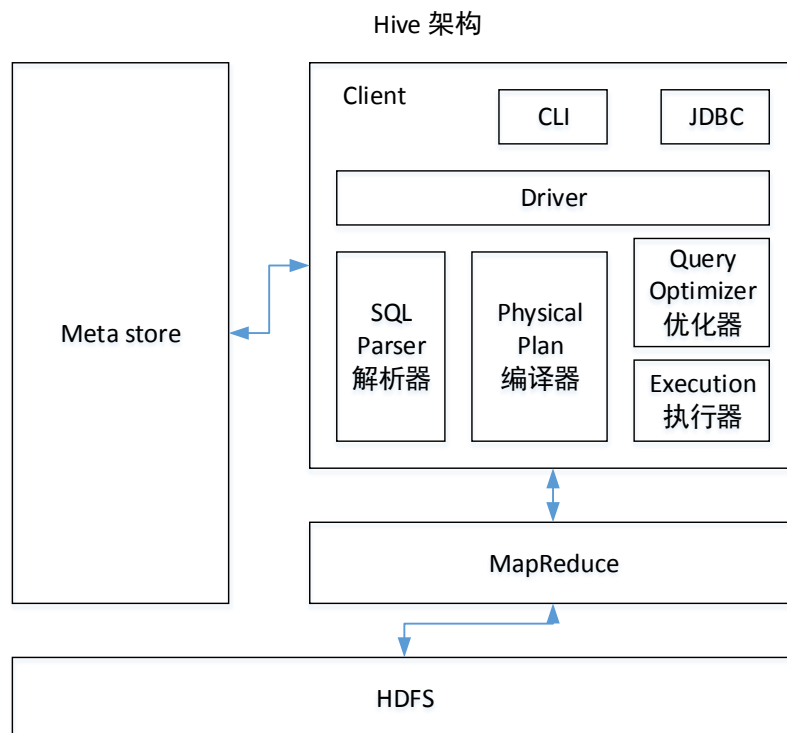 Hive 架构
Client
CLI
JDBC
Driver
Meta store
SQL
Parser
解析器
Physical
Plan
编译器
Query
Optimizer
优化器
Execution
执行器
MapReduce
HDFS